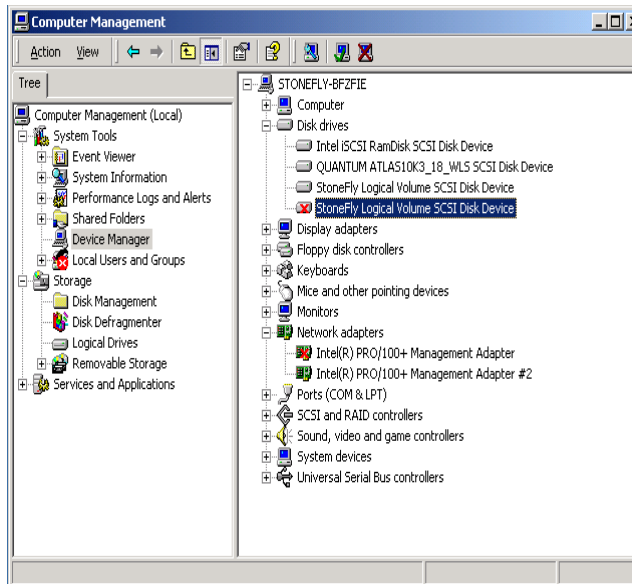 Computer Management
Action View
Tree
Computer Management (Local)
System Tools
Event Viewer
System Information
Performance Logs and Alerts
Shared Folders
Device Manager
Local Users and Groups
Storage
Disk Management
Disk Defragmenter
Logical Drives
Removable Storage
Services and Applications
STONEFLY-BFZFIE
Computer
Disk drives
Intel iSCSI RamDisk SCSI Disk Device
QUANTUM ATLAS10K3_18_WLS SCSI Disk Device
StoneFly Logical Volume SCSI Disk Device
StoneFly Logical Volume SCSI Disk Device
Display adapters
Floppy disk controllers
Keyboards
Mice and other pointing devices
Monitors
Network adapters
Intel(R) PRO/100+ Management Adapter
Intel(R) PRO/100+ Management Adapter #2
Ports (COM & LPT)
SCSI and RAID controllers
Sound, video and game controllers
System devices
Universal Serial Bus controllers